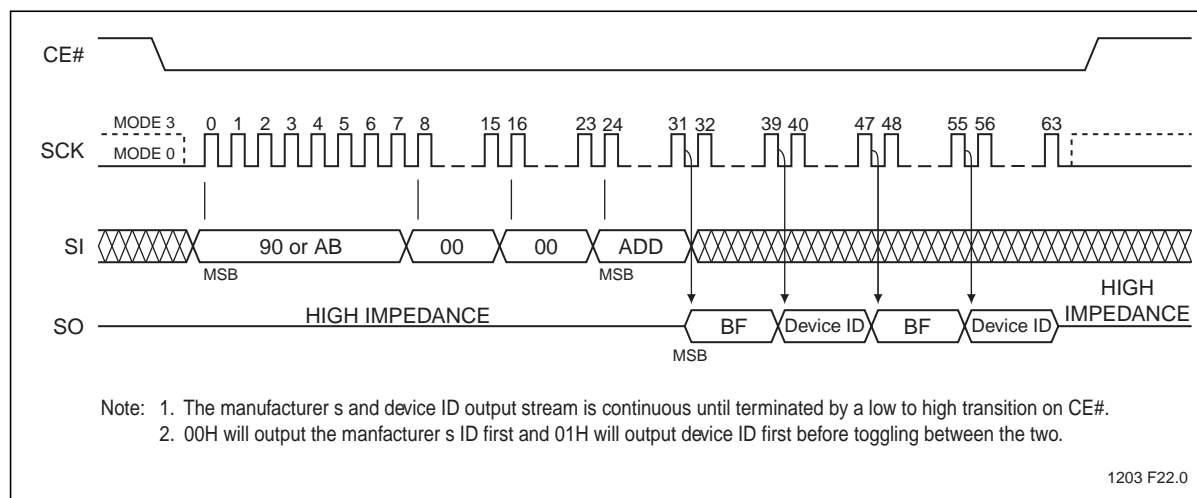 CE#
MODE 3 0 1 2 3 4 5 6 7 8 15 16 23 24 31 32 39 40 47 48 55 56 63
SCK MODE 0
SI 90 or AB 00 00 ADD
MSB MSB
HIGH IMPEDANCE HIGH IMPEDANCE
SO BF Device ID BF Device ID
MSB
Note: 1. The manufacturer s and device ID output stream is continuous until terminated by a low to high transition on CE#.
2. 00H will output the manfacturer s ID first and 01H will output device ID first before toggling between the two.
1203 F22.0